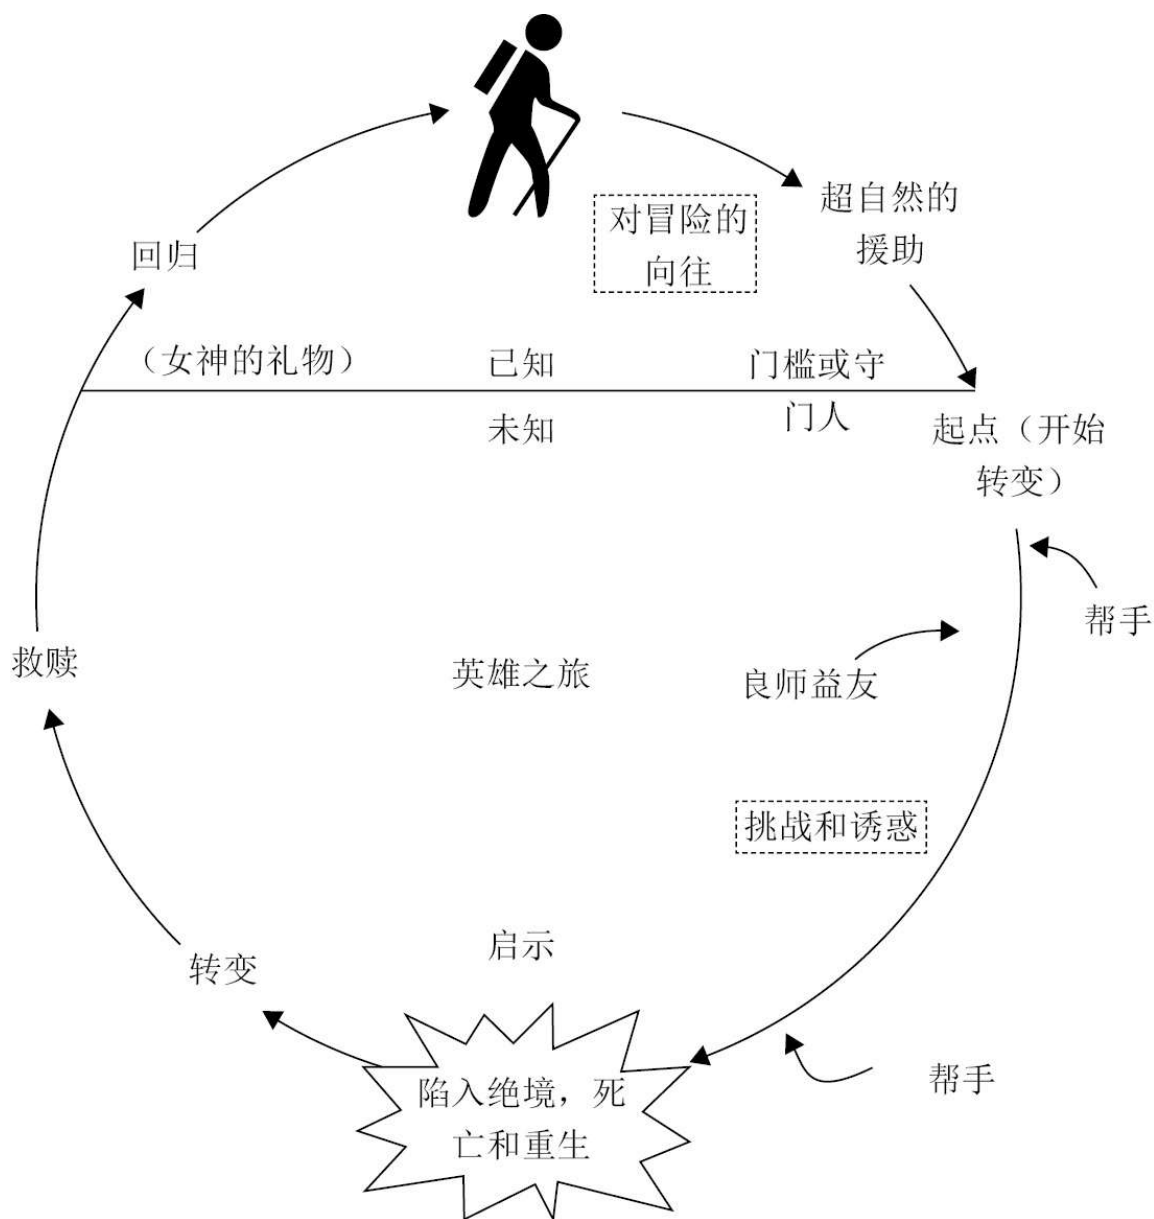 对冒险的
向往
超自然的
援助
回归
（女神的礼物）
已知
门槛或守
门人
未知
起点（开始
转变）
帮手
救赎
英雄之旅
良师益友
挑战和诱惑
启示
转变
陷入绝境，死
亡和重生
帮手